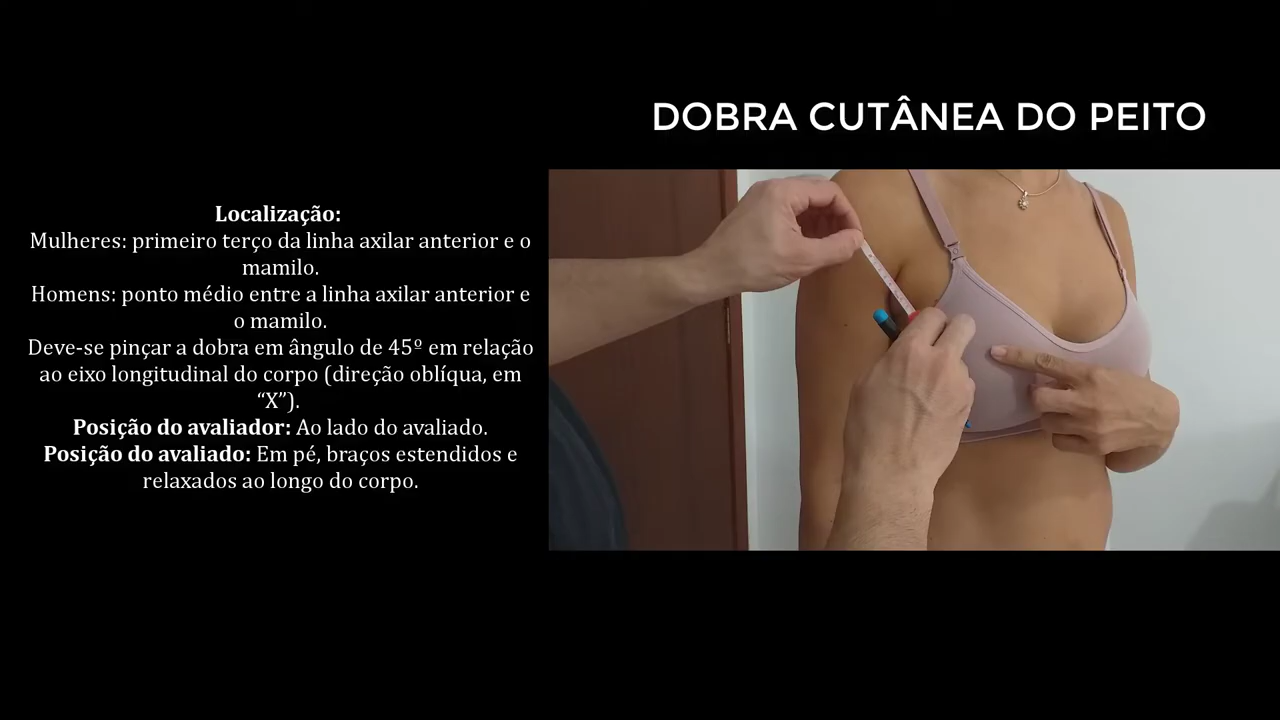 DOBRA CUTÂNEA DO PEITO
Localização:
Mulheres: primeiro terço da linha axilar anterior e o
mamilo.
Homens: ponto médio entre a linha axilar anterior e
o mamilo.
Deve-se pinçar a dobra em ângulo de 45º em relação
ao eixo longitudinal do corpo (direção oblíqua, em
“X”).
Posição do avaliador: Ao lado do avaliado.
Posição do avaliado: Em pé, braços estendidos e
relaxados ao longo do corpo.